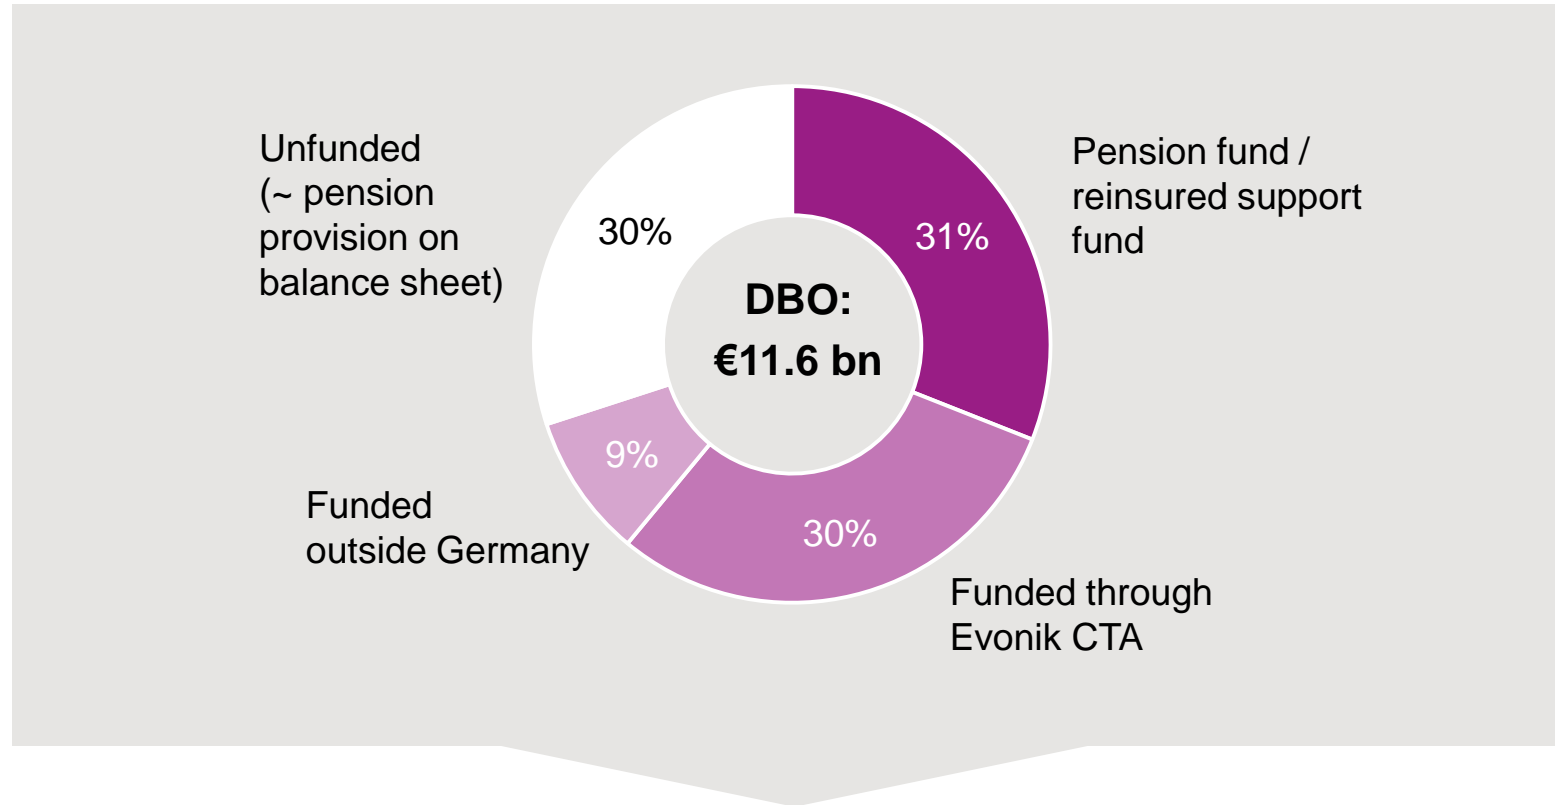 Unfunded
(~ pension
provision on
balance sheet)
30%
Pension fund /
reinsured support
fund
31%
DBO:
€11.6 bn
9%
Funded
outside Germany
30%
Funded through
Evonik CTA